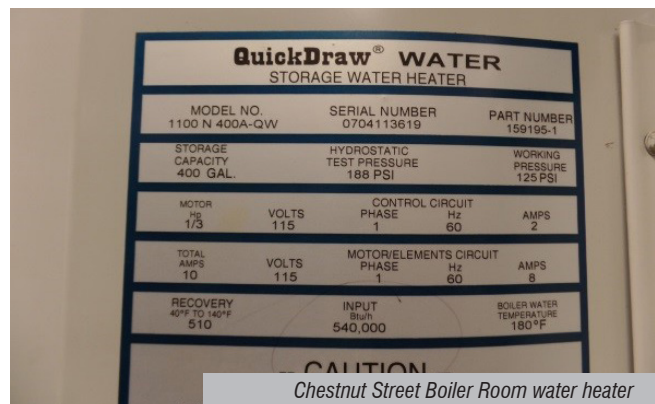 QuickDraw® WATER
STORAGE WATER HEATER
MODEL NO. SERIAL NUMBER PART NUMBER
1100 N 400A-QW 0704113619 159195-1
STORAGE CAPACITY HYDROSTATIC TEST PRESSURE WORKING PRESSURE
400 GAL. 188 PSI 125 PSI
MOTOR CONTROL CIRCUIT
Hp VOLTS PHASE Hz AMPS
1/3 115 1 60 2
TOTAL MOTOR/ELEMENTS CIRCUIT
AMPS VOLTS PHASE Hz AMPS
10 115 1 60 8
RECOVERY INPUT BOILER WATER
40°F TO 140°F Btu/h TEMPERATURE
510 540,000 180°F
CAUTION
Chestnut Street Boiler Room water heater